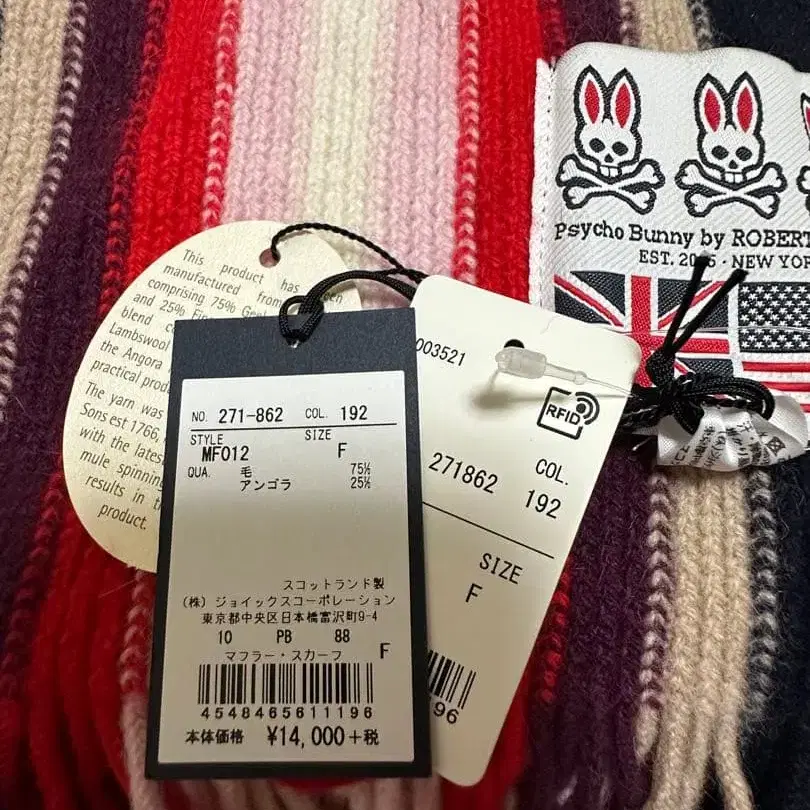 This product has
manufactured from
comprising 75%
and 25%
blend
Lambswool
the Angora
practical
The yarn was
Sons est 1766,
with the
mule spinning
results in
product.
NO. 271-862 COL. 192
STYLE SIZE
MF012 F
QUA. 毛 75%
アンゴラ 25%
スコットランド製
(株) ジョイックスコーポレーション
東京都中央区日本橋富沢町9-4
10 PB 88
マフラー・スカーフ F
4548465611196
本体価格 ¥14,000+税
003521
RFID
271862 COL.
192
SIZE
F
96
Psycho Bunny by ROBERT
EST. · NEW YOR